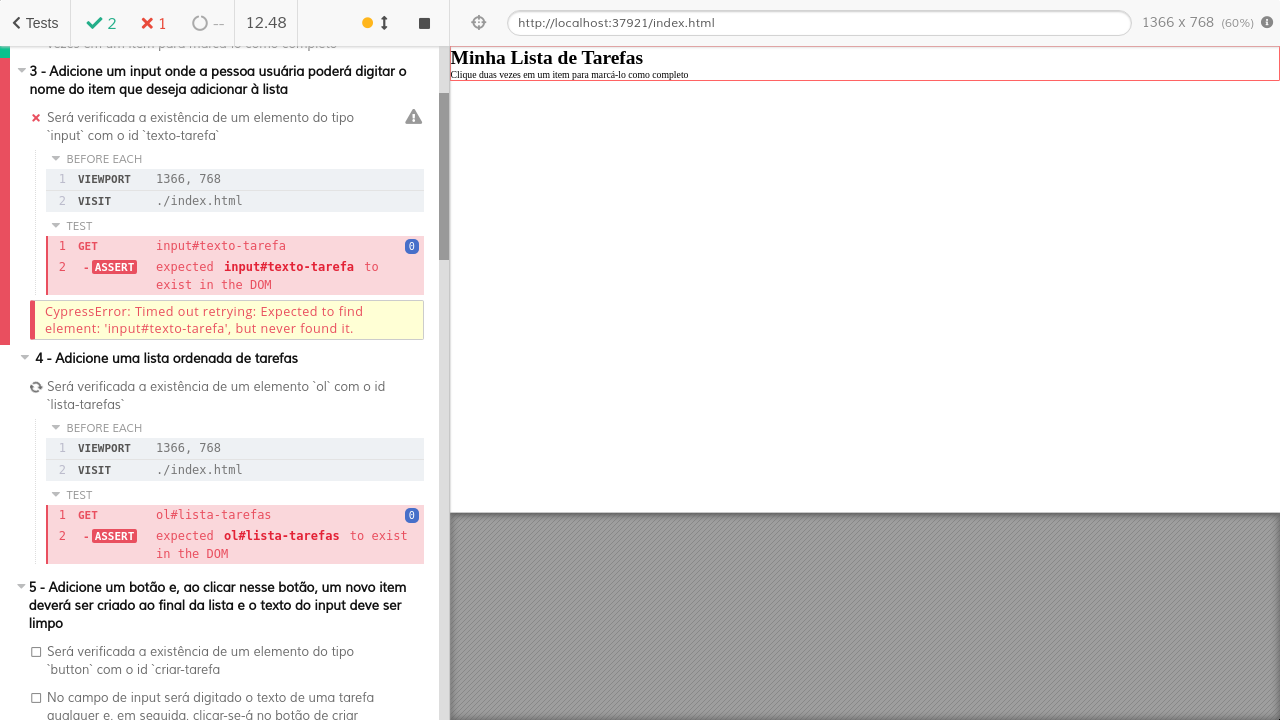 Tests
2
1
--
12.48
http://localhost:37921/index.html
1366 x 768 (60%)
vezes em um item para marcá-lo como completo
3 - Adicione um input onde a pessoa usuária poderá digitar o
nome do item que deseja adicionar à lista
Será verificada a existência de um elemento do tipo
`input` com o id `texto-tarefa`
BEFORE EACH
1 VIEWPORT 1366, 768
2 VISIT ./index.html
TEST
1 GET input#texto-tarefa 0
2 -ASSERT expected input#texto-tarefa to
exist in the DOM
CypressError: Timed out retrying: Expected to find
element: 'input#texto-tarefa', but never found it.
4 - Adicione uma lista ordenada de tarefas
Será verificada a existência de um elemento `ol` com o id
`lista-tarefas`
BEFORE EACH
1 VIEWPORT 1366, 768
2 VISIT ./index.html
TEST
1 GET ol#lista-tarefas 0
2 -ASSERT expected ol#lista-tarefas to exist
in the DOM
5 - Adicione um botão e, ao clicar nesse botão, um novo item
deverá ser criado ao final da lista e o texto do input deve ser
limpo
Será verificada a existência de um elemento do tipo
`button` com o id `criar-tarefa
No campo de input será digitado o texto de uma tarefa
qualquer e, em seguida, clicar-se-á no botão de criar
Minha Lista de Tarefas
Clique duas vezes em um item para marcá-lo como completo